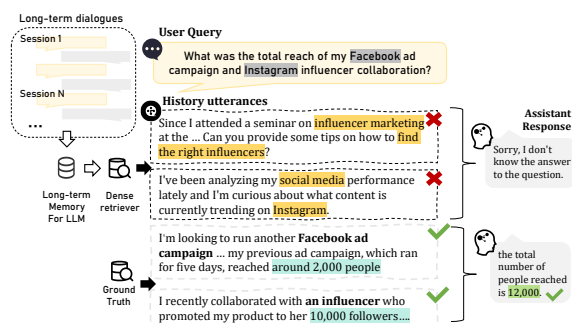 Long-term dialogues
Session 1
Session N
...
Long-term
Memory
For LLM
Dense
retriever
Ground
Truth
User Query
What was the total reach of my Facebook ad
campaign and Instagram influencer collaboration?
History utterances
Since I attended a seminar on influencer marketing
at the ... Can you provide some tips on how to find
the right influencers?
I've been analyzing my social media performance
lately and I'm curious about what content is
currently trending on Instagram.
I'm looking to run another Facebook ad
campaign ... my previous ad campaign, which ran
for five days, reached around 2,000 people
I recently collaborated with an influencer who
promoted my product to her 10,000 followers....
Assistant
Response
Sorry, I don't
know the answer
to the question.
the total
number of
people reached
is 12,000.